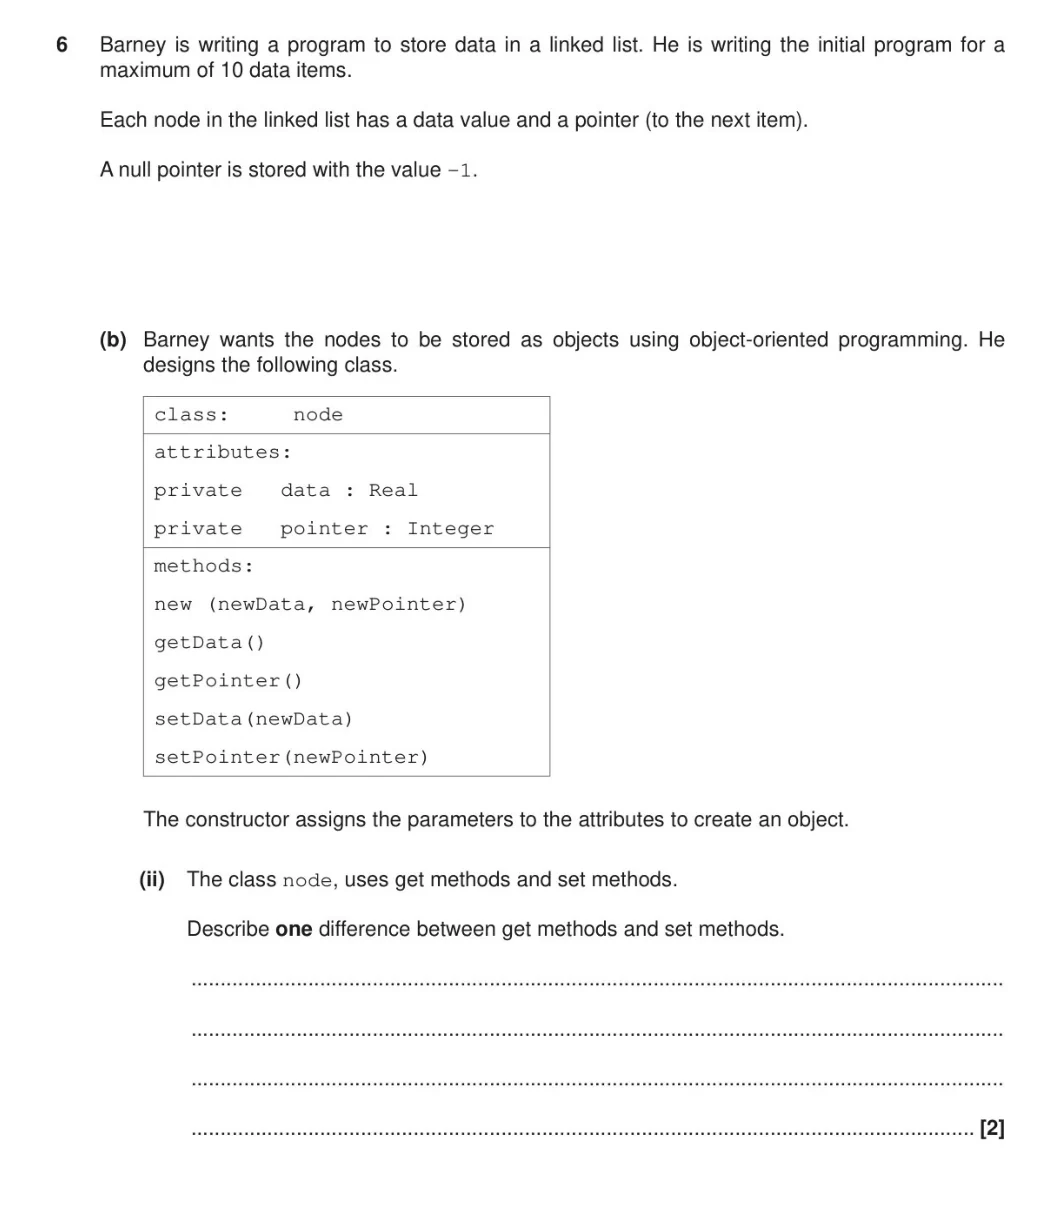 6 Barney is writing a program to store data in a linked list. He is writing the initial program for a
maximum of 10 data items.
Each node in the linked list has a data value and a pointer (to the next item).
A null pointer is stored with the value –1.
(b) Barney wants the nodes to be stored as objects using object-oriented programming. He
designs the following class.
class: node
attributes:
private data : Real
private pointer : Integer
methods:
new (newData, newPointer)
getData()
getPointer()
setData(newData)
setPointer(newPointer)
The constructor assigns the parameters to the attributes to create an object.
(ii) The class node, uses get methods and set methods.
Describe one difference between get methods and set methods.
[2]